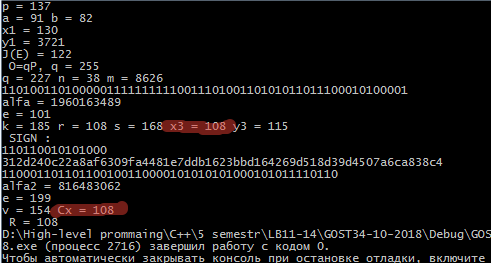 p = 137
a = 91 b = 82
x1 = 130
y1 = 3721
J(E) = 122
O=qP, q = 255
q = 227 n = 38 m = 8626
1101001101000001111111111100111010011010101101110001010001
alfa = 1960163489
e = 101
k = 185 r = 108 s = 168 x3 = 108 y3 = 115
SIGN :
110110010101000
312d240c22a8af6309fa4481e7ddb1623bbd164269d518d39d4507a6ca838c4
110000110101100100110000101010101000101011110110
alfa2 = 816483062
e = 199
v = 154 Cx = 108
R = 108
D:\High-level prommaing\C++\5 semestr\LB11-14\GOST34-10-2018\Debug\GOS
8.exe (процесс 2716) завершил работу с кодом 0.
Чтобы автоматически закрывать консоль при остановке отладки, включите